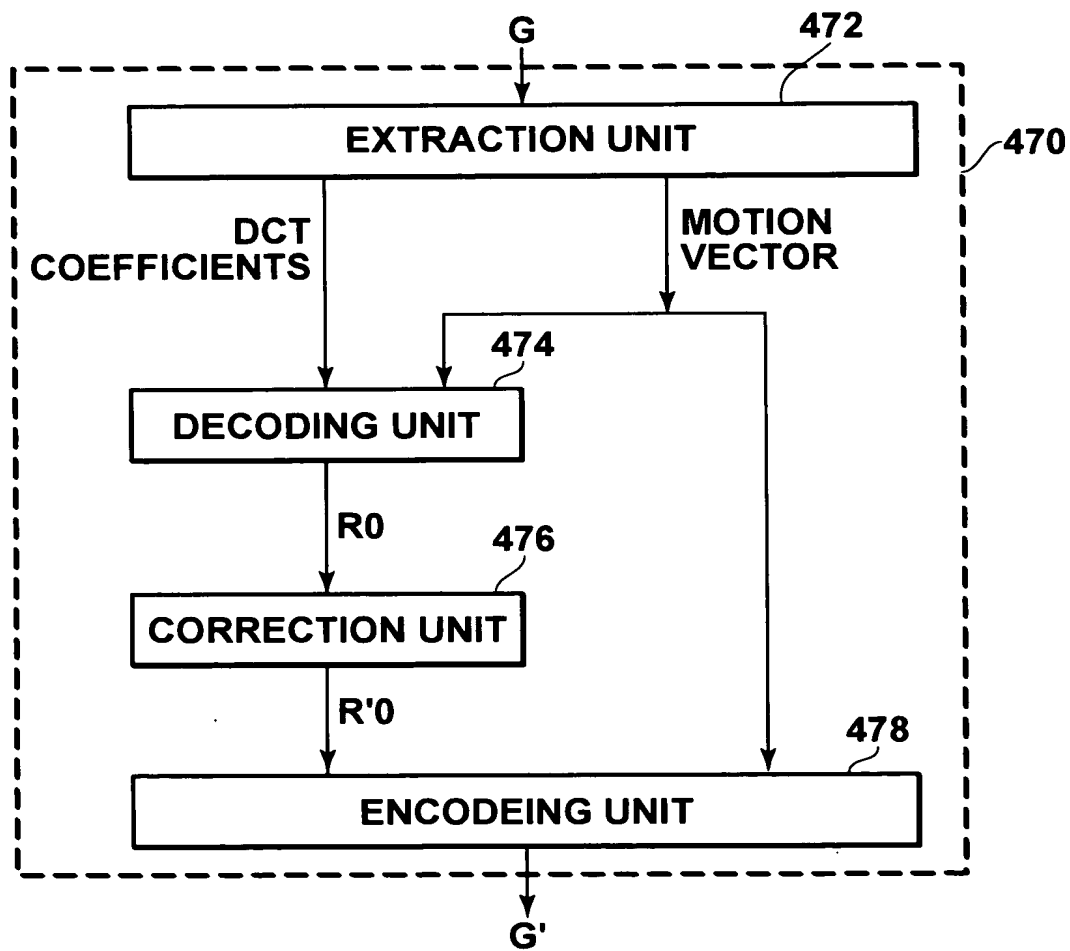 G
472
EXTRACTION UNIT
470
DCT
COEFFICIENTS
MOTION
VECTOR
474
DECODING UNIT
R0
476
CORRECTION UNIT
R'0
478
ENCODEING UNIT
G'